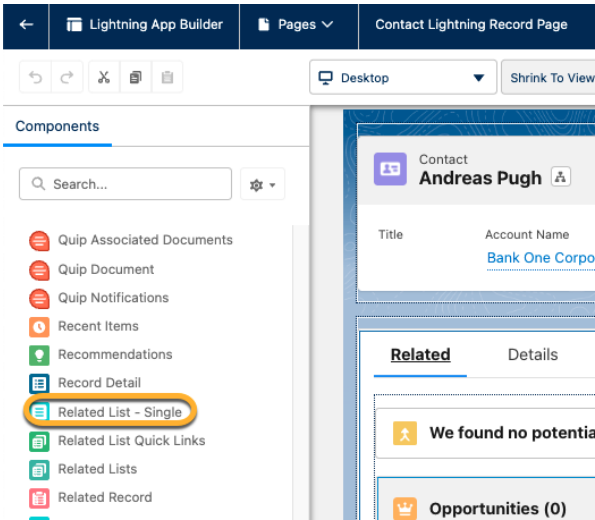 Lightning App Builder
Pages
Contact Lightning Record Page
Desktop
Shrink To View
Components
Search...
Quip Associated Documents
Quip Document
Quip Notifications
Recent Items
Recommendations
Record Detail
Related List - Single
Related List Quick Links
Related Lists
Related Record
Contact
Andreas Pugh
Title
Account Name
Bank One Corpo
Related
Details
We found no potentia
Opportunities (0)